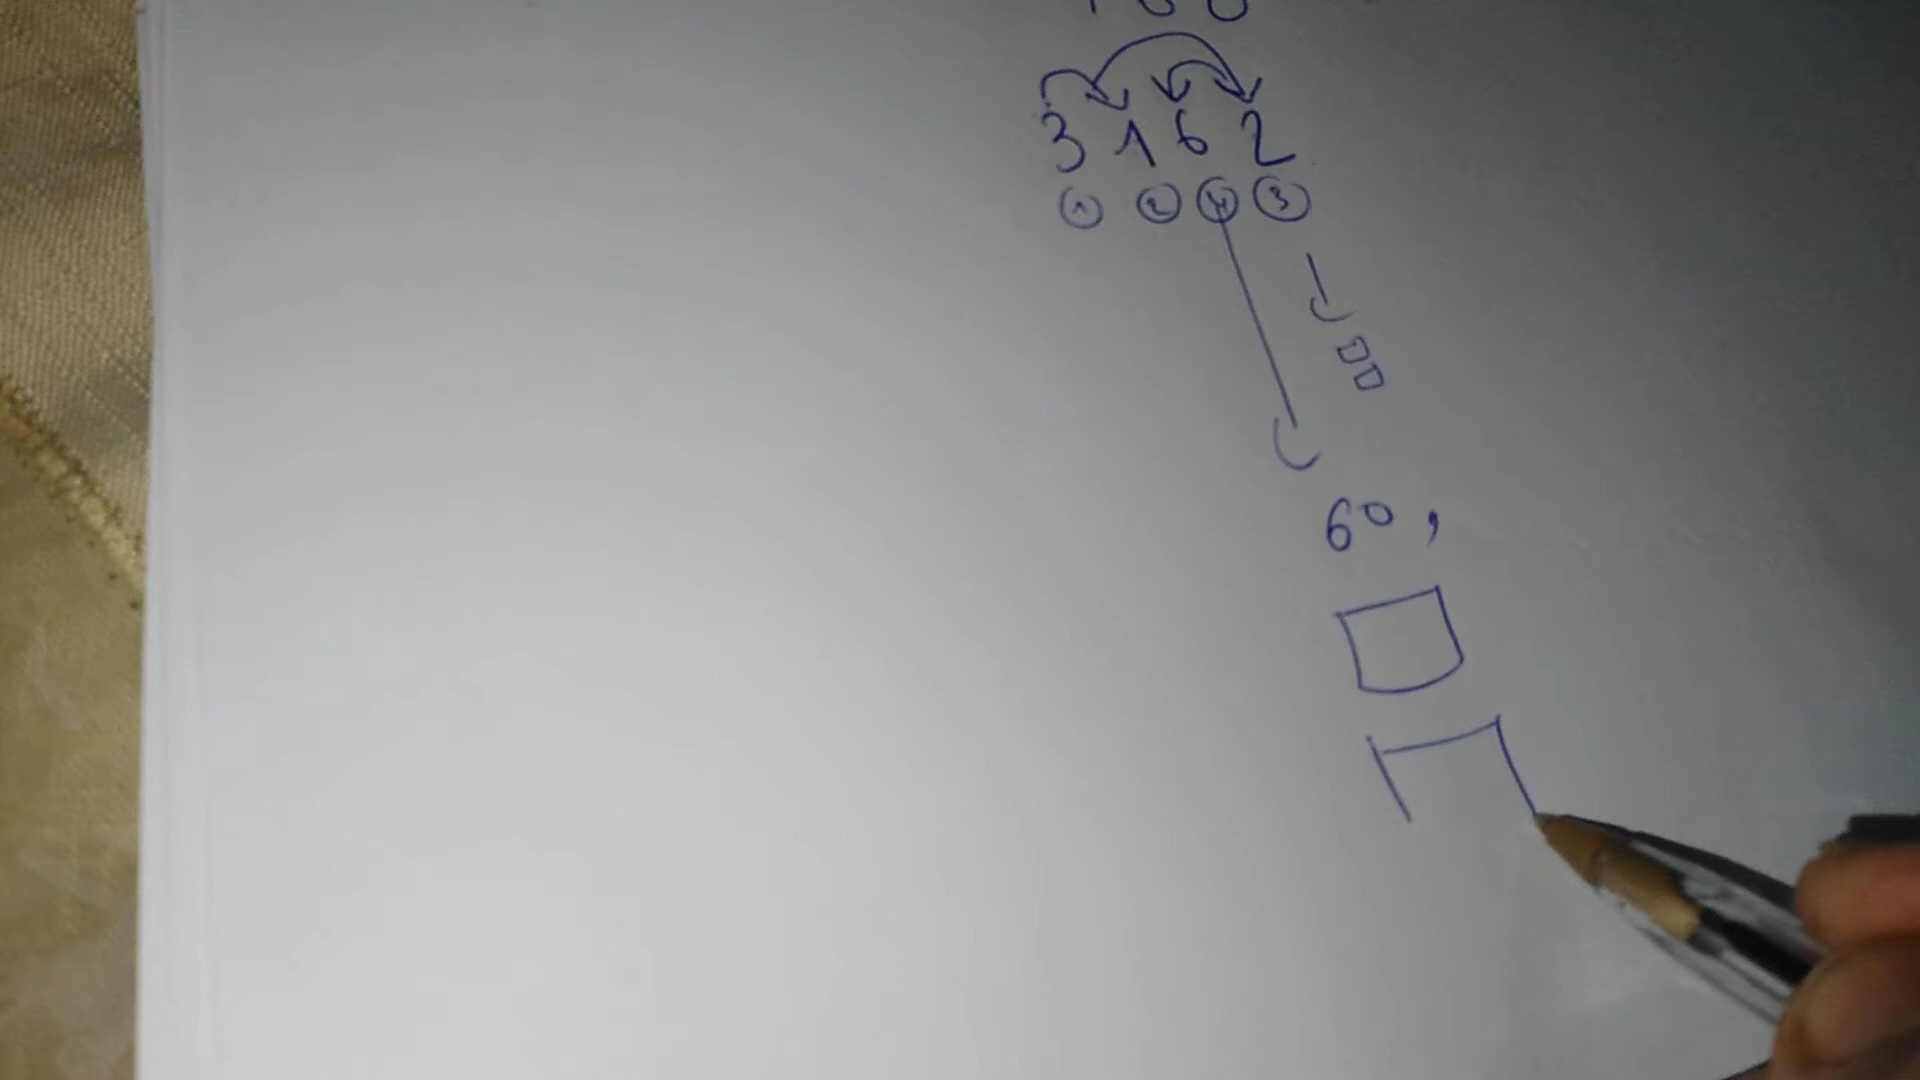 3 1 6 2
① ② ④ ③
60,